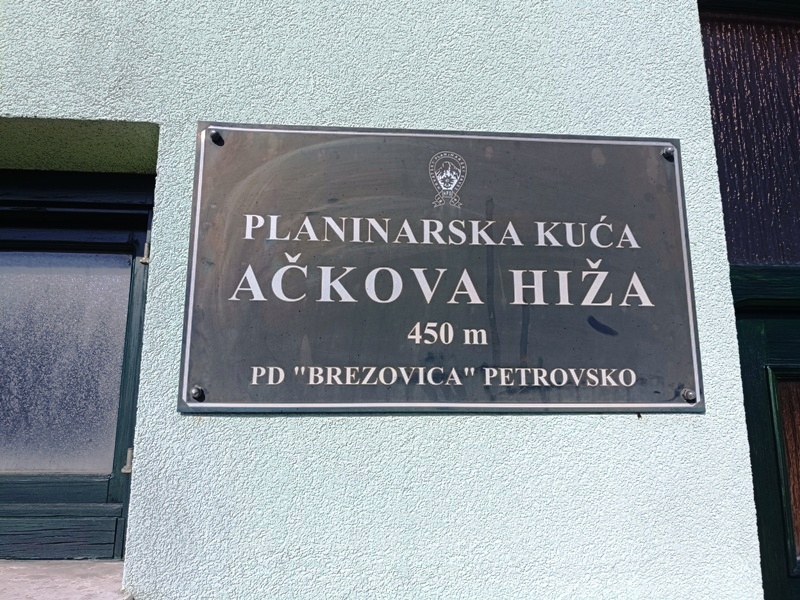 PLANINARSKA KUĆA
AČKOVA HIŽA
450 m
PD "BREZOVICA" PETROVSKO